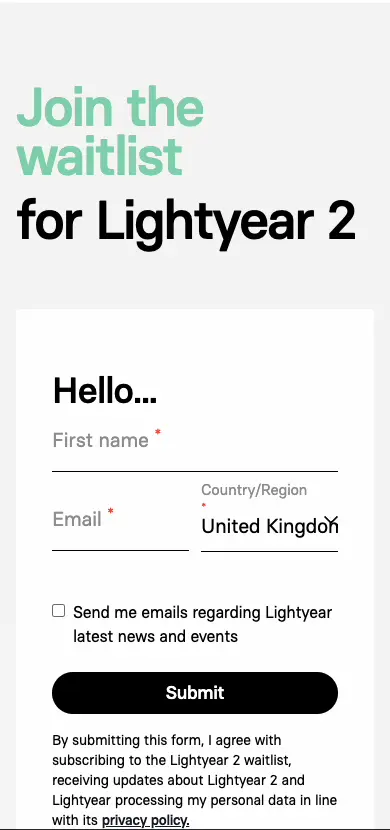 Join the
waitlist
for Lightyear 2
Hello...
First name *
Country/Region
*
Email *
United Kingdom
Send me emails regarding Lightyear
latest news and events
Submit
By submitting this form, I agree with
subscribing to the Lightyear 2 waitlist,
receiving updates about Lightyear 2 and
Lightyear processing my personal data in line
with its privacy policy.